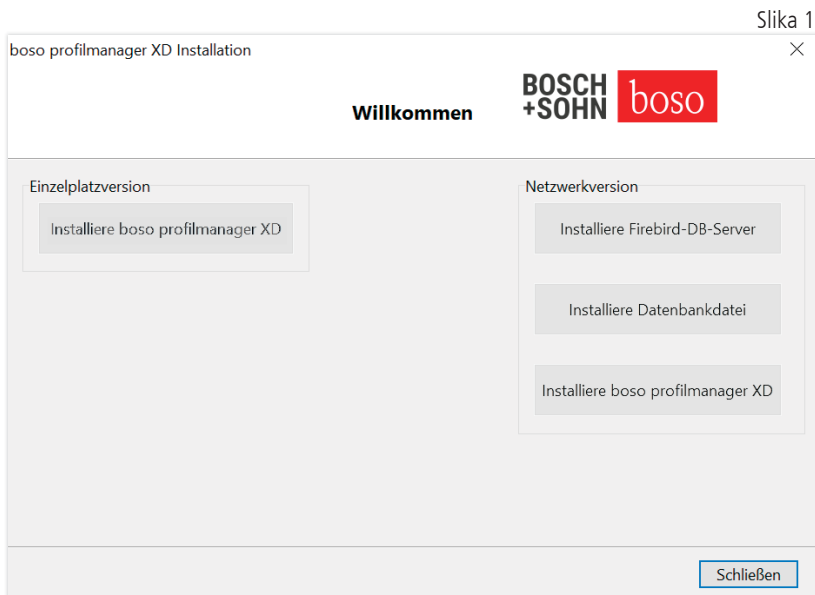 Slika 1
boso profilmanager XD Installation
Willkommen
BOSCH
+SOHN
boso
Einzelplatzversion
Installiere boso profilmanager XD
Netzwerkversion
Installiere Firebird-DB-Server
Installiere Datenbankdatei
Installiere boso profilmanager XD
Schließen